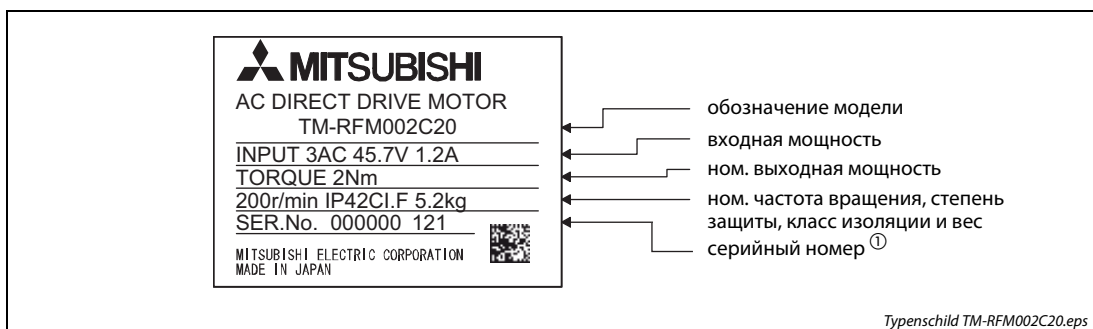 MITSUBISHI
AC DIRECT DRIVE MOTOR
TM-RFM002C20
INPUT 3AC 45.7V 1.2A
TORQUE 2Nm
200r/min IP42CI.F 5.2kg
SER.No. 000000 121
MITSUBISHI ELECTRIC CORPORATION
MADE IN JAPAN
обозначение модели
входная мощность
ном. выходная мощность
ном. частота вращения, степень
защиты, класс изоляции и вес
серийный номер ①
Typenschild TM-RFM002C20.eps